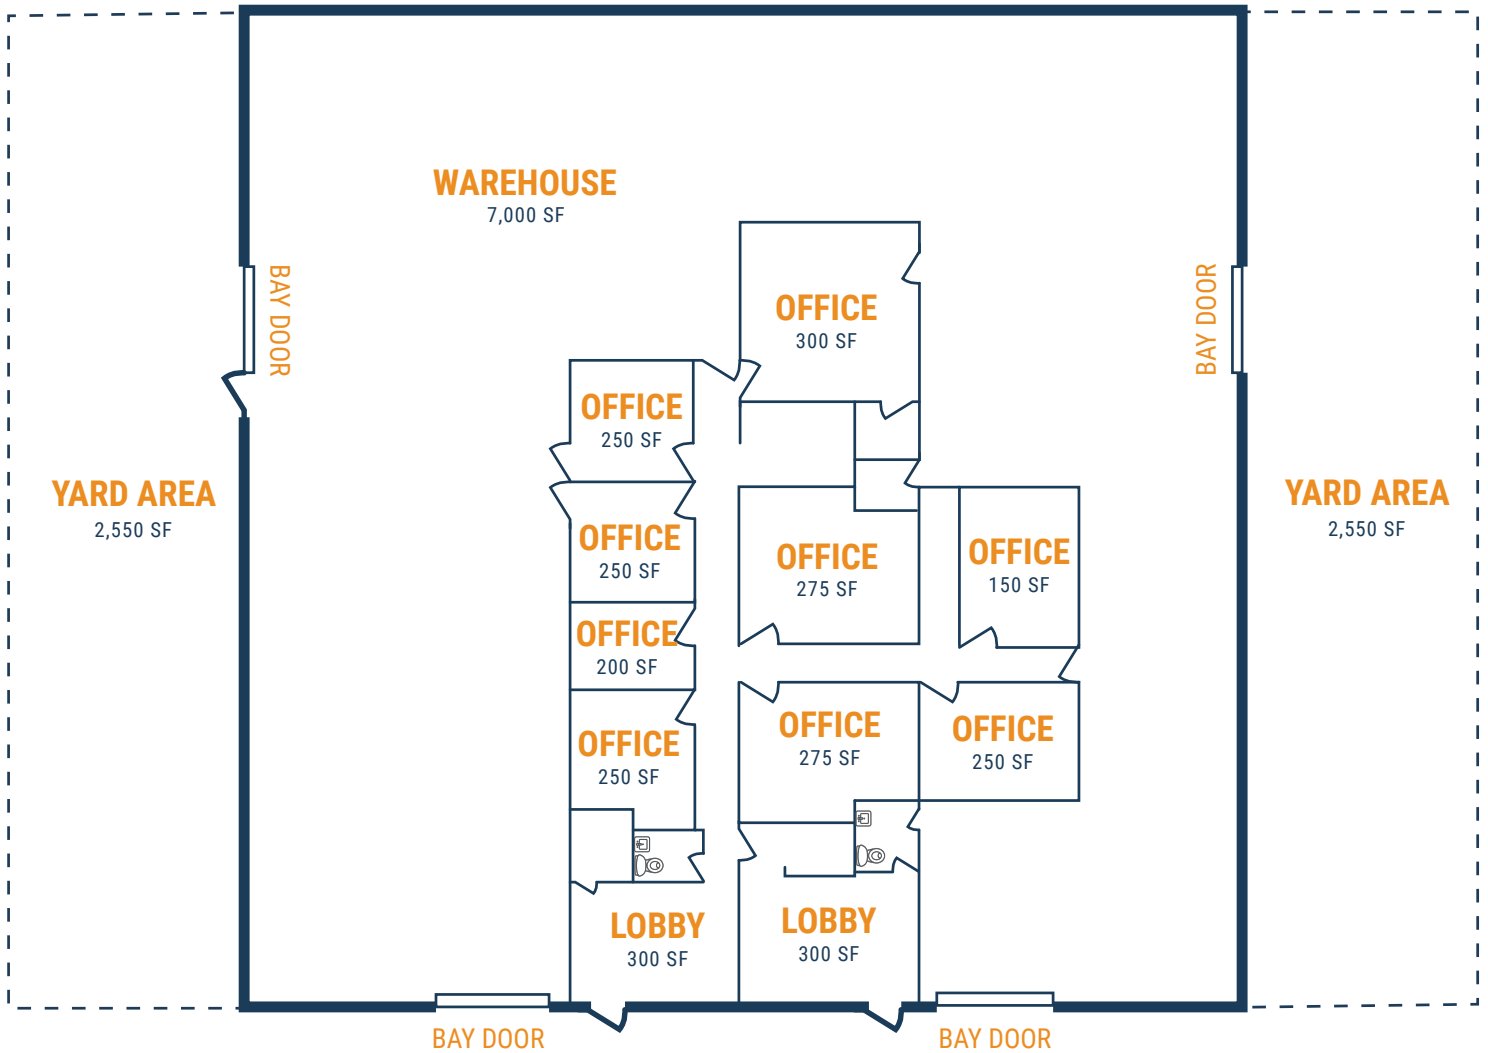 WAREHOUSE
7,000 SF
BAY DOOR
BAY DOOR
OFFICE
300 SF
OFFICE
250 SF
YARD AREA
2,550 SF
YARD AREA
2,550 SF
OFFICE
250 SF
OFFICE
275 SF
OFFICE
150 SF
OFFICE
200 SF
OFFICE
250 SF
OFFICE
275 SF
OFFICE
250 SF
LOBBY
300 SF
LOBBY
300 SF
BAY DOOR
BAY DOOR